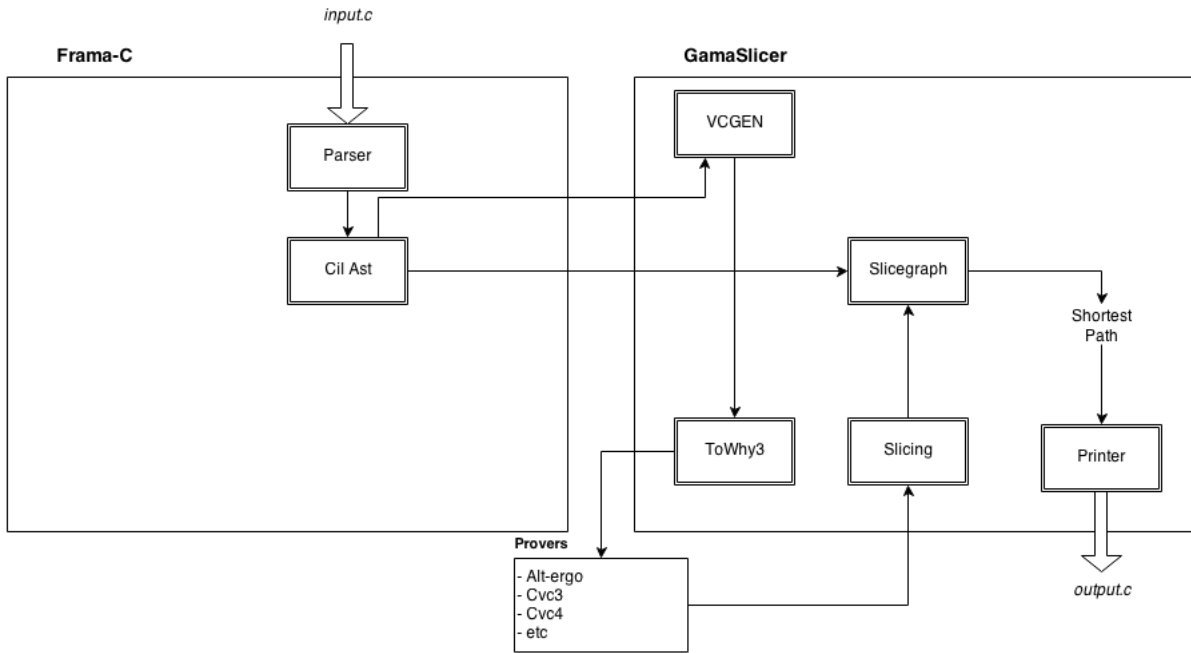 input.c
Frama-C
GamaSlicer
VCGEN
Parser
Cil Ast
Slicegraph
Shortest
Path
ToWhy3
Slicing
Printer
Provers
- Alt-ergo
- Cvc3
- Cvc4
- etc
output.c